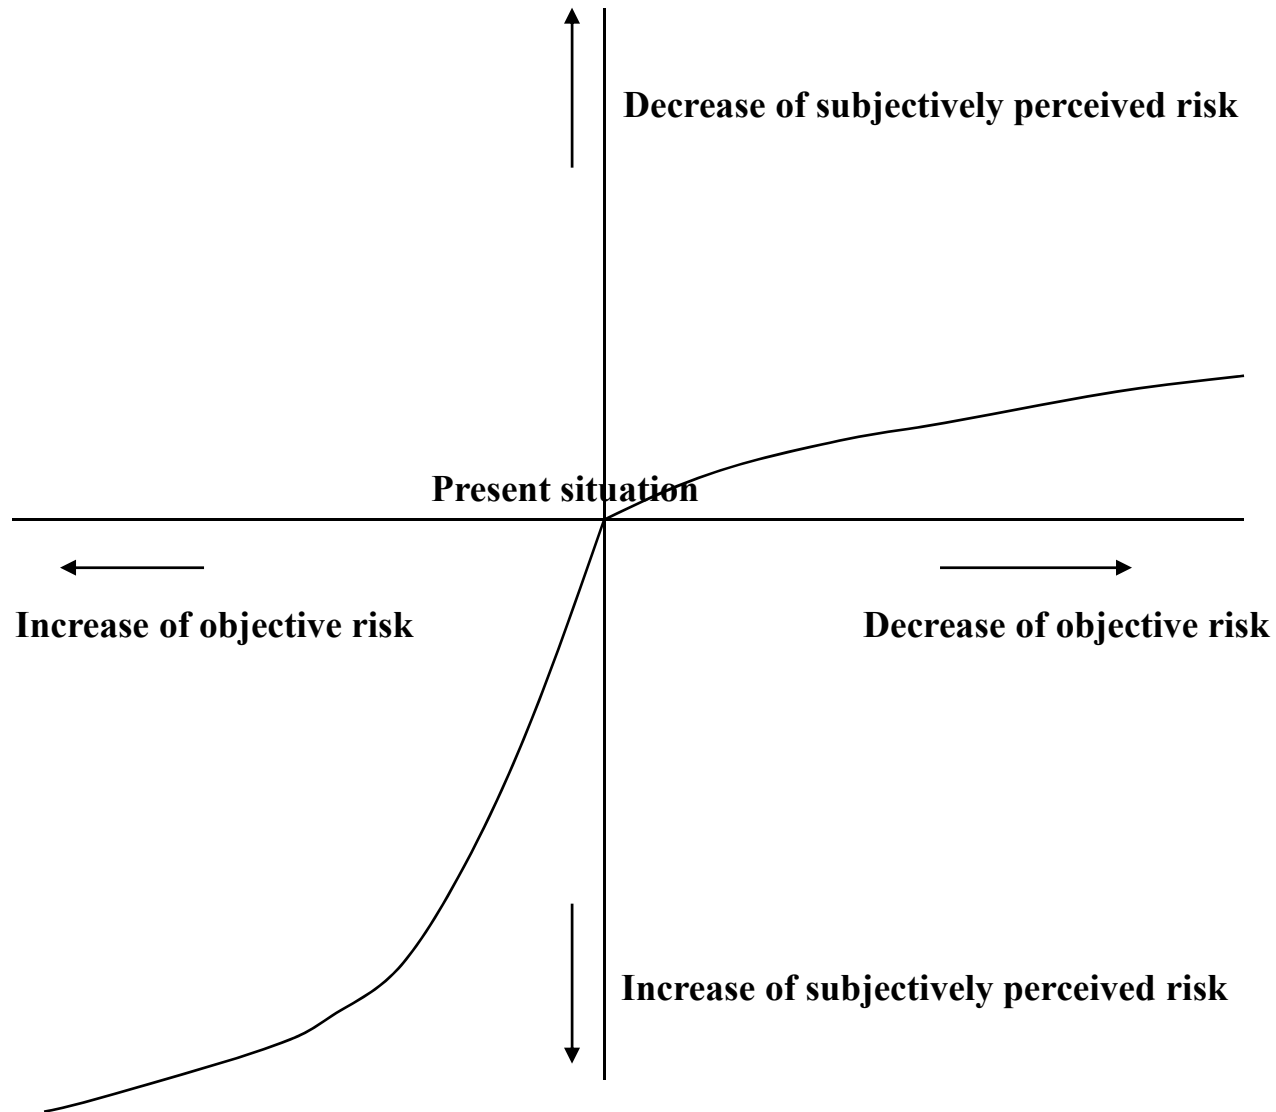 Decrease of subjectively perceived risk
Present situation
Increase of objective risk
Decrease of objective risk
Increase of subjectively perceived risk